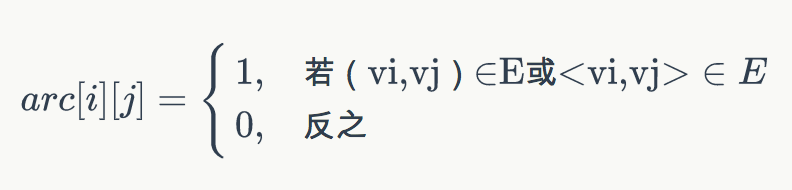 arc[i][j] = { 1, 若（vi,vj）∈E或<vi,vj> ∈ E
0, 反之